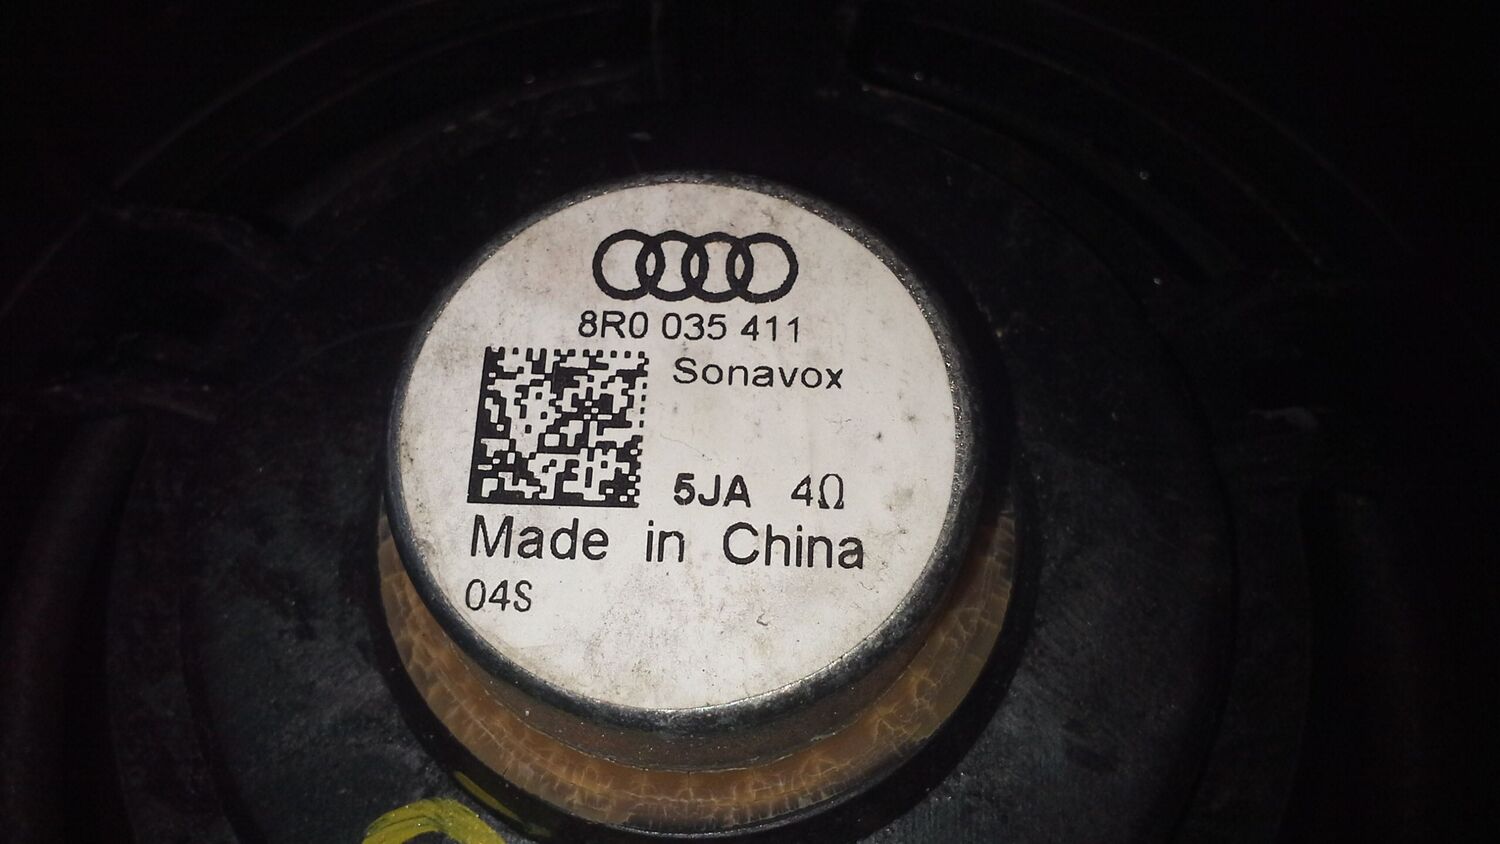 8R0 035 411
Sonavox
5JA 4Ω
Made in China
04S